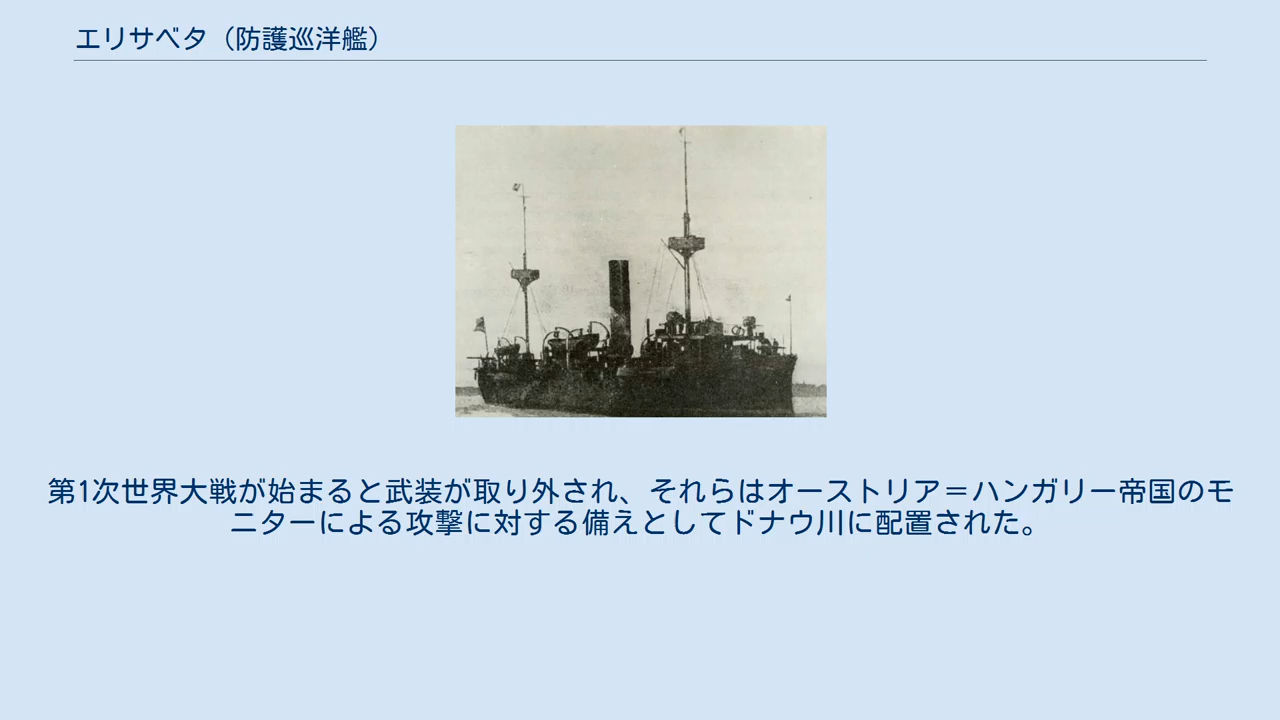 エリサベタ（防護巡洋艦）
第1次世界大戦が始まると武装が取り外され、それらはオーストリア＝ハンガリー帝国のモ
ニターによる攻撃に対する備えとしてドナウ川に配置された。